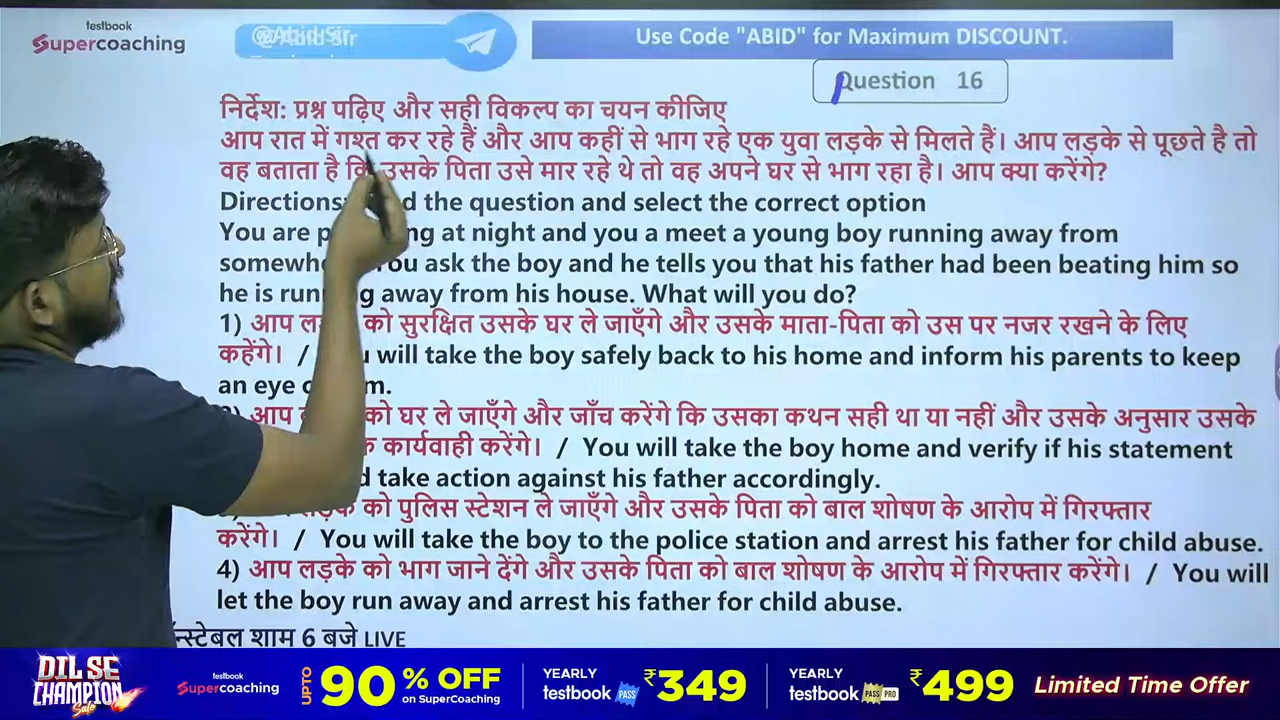 testbook
Supercoaching
@Abid Sir
Use Code "ABID" for Maximum DISCOUNT.
Question 16
निर्देश: प्रश्न पढ़िए और सही विकल्प का चयन कीजिए
आप रात में गश्त कर रहे हैं और आप कहीं से भाग रहे एक युवा लड़के से मिलते हैं। आप लड़के से पूछते है तो
वह बताता है कि उसके पिता उसे मार रहे थे तो वह अपने घर से भाग रहा है। आप क्या करेंगे?
Directions: the question and select the correct option
You are at night and you a meet a young boy running away from
ou ask the boy and he tells you that his father had been beating him so
he is away from his house. What will you do?
1) आप को सुरक्षित उसके घर ले जाएँगे और उसके माता-पिता को उस पर नजर रखने के लिए
कहेंगे। / will take the boy safely back to his home and inform his parents to keep
an eye
आप को घर ले जाएँगे और जाँच करेंगे कि उसका कथन सही था या नहीं और उसके अनुसार उसके
कार्यवाही करेंगे। / You will take the boy home and verify if his statement
take action against his father accordingly.
को पुलिस स्टेशन ले जाएँगे और उसके पिता को बाल शोषण के आरोप में गिरफ्तार
करेंगे। / You will take the boy to the police station and arrest his father for child abuse.
4) आप लड़के को भाग जाने देंगे और उसके पिता को बाल शोषण के आरोप में गिरफ्तार करेंगे। / You will
let the boy run away and arrest his father for child abuse.
न्स्टेबल शाम 6 बजे LIVE
DIL SE
CHAMPION
Sale
testbook
Supercoaching
UPTO 90% OFF
on SuperCoaching
YEARLY
testbook PASS
₹349
YEARLY
testbook PASS PRO
₹499
Limited Time Offer